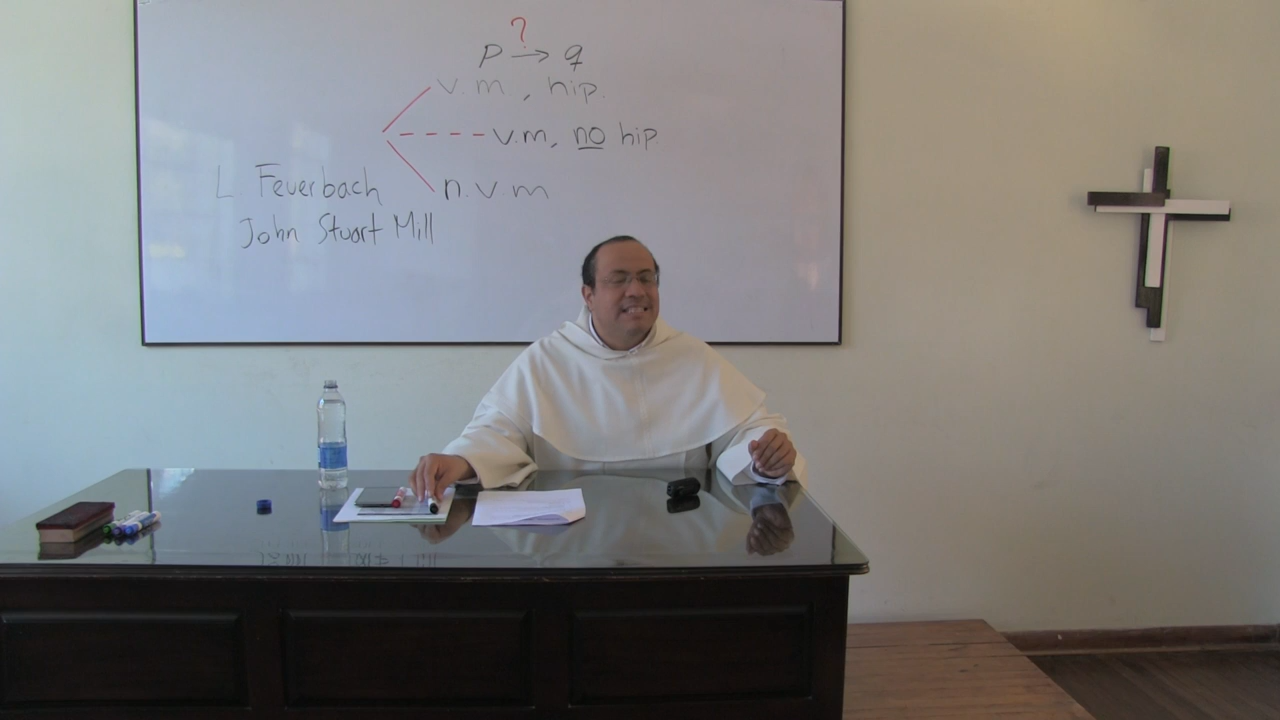 ?
p → q
v.m, hip.
v.m, no hip.
n.v.m
L. Feuerbach
John Stuart Mill